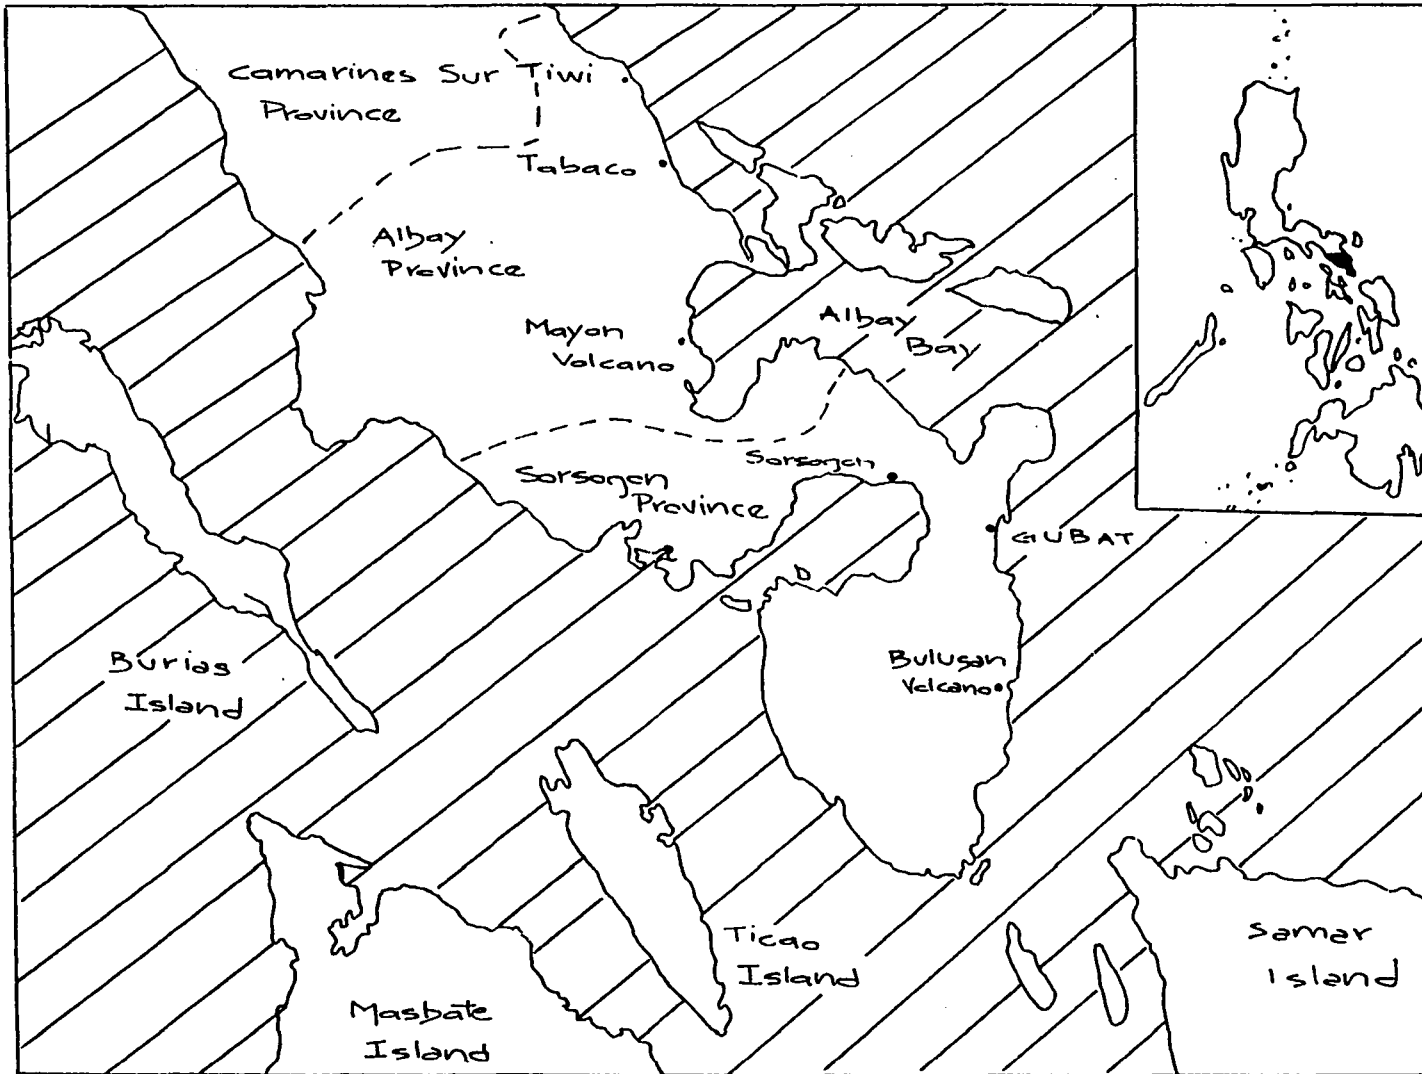 Camarines Sur
Province
Tiwi
Tabaco
Albay
Province
Mayon
Volcano
Albay
Bay
Sorsogon
Sorsogon
Province
GUBAT
Burias
Island
Bulusan
Volcano
Ticao
Island
Samar
Island
Masbate
Island